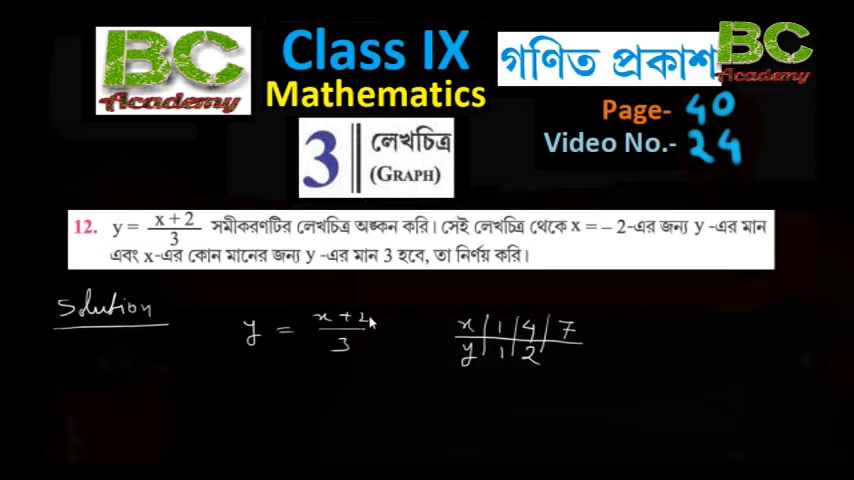 BC Academy
Class IX
Mathematics
গণিত প্রকাশ
BC Academy
Page- 40
Video No.- 24
3
লেখচিত্র
(GRAPH)
12. y = x + 2 / 3 সমীকরণটির লেখচিত্র অঙ্কন করি। সেই লেখচিত্র থেকে x = – 2-এর জন্য y -এর মান
এবং x-এর কোন মানের জন্য y -এর মান 3 হবে, তা নির্ণয় করি।
Solution
y = x + 2 / 3
x | 1 | 4 | 7
y | 1 | 2